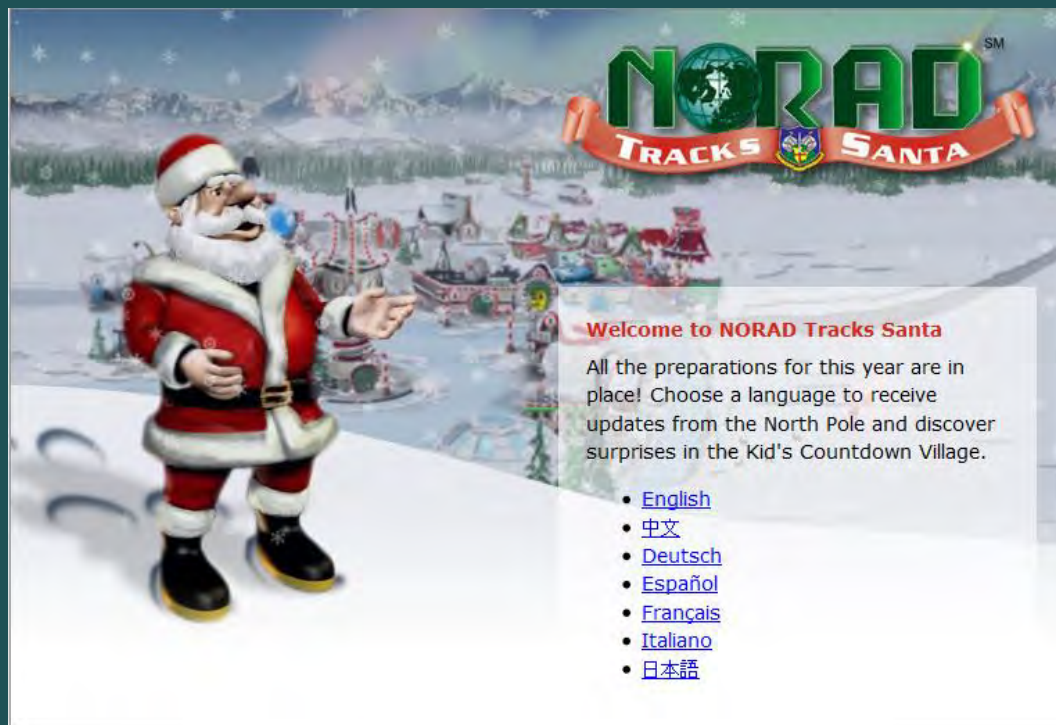 NORAD
SM
TRACKS SANTA
Welcome to NORAD Tracks Santa
All the preparations for this year are in
place! Choose a language to receive
updates from the North Pole and discover
surprises in the Kid's Countdown Village.
• English
• 中文
• Deutsch
• Español
• Français
• Italiano
• 日本語